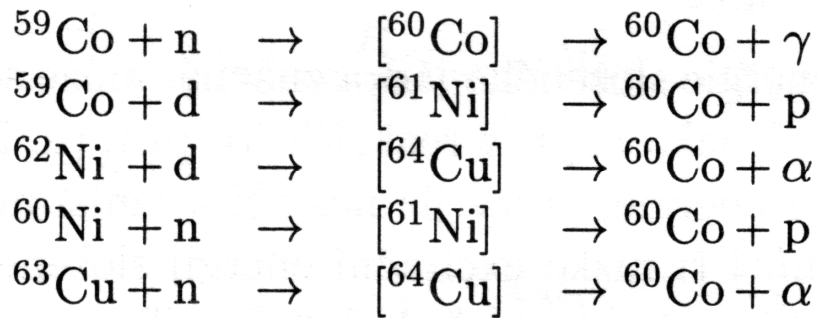 ⁵⁹Co + n → [⁶⁰Co] → ⁶⁰Co + γ
⁵⁹Co + d → [⁶¹Ni] → ⁶⁰Co + p
⁶²Ni + d → [⁶⁴Cu] → ⁶⁰Co + α
⁶⁰Ni + n → [⁶¹Ni] → ⁶⁰Co + p
⁶³Cu + n → [⁶⁴Cu] → ⁶⁰Co + α